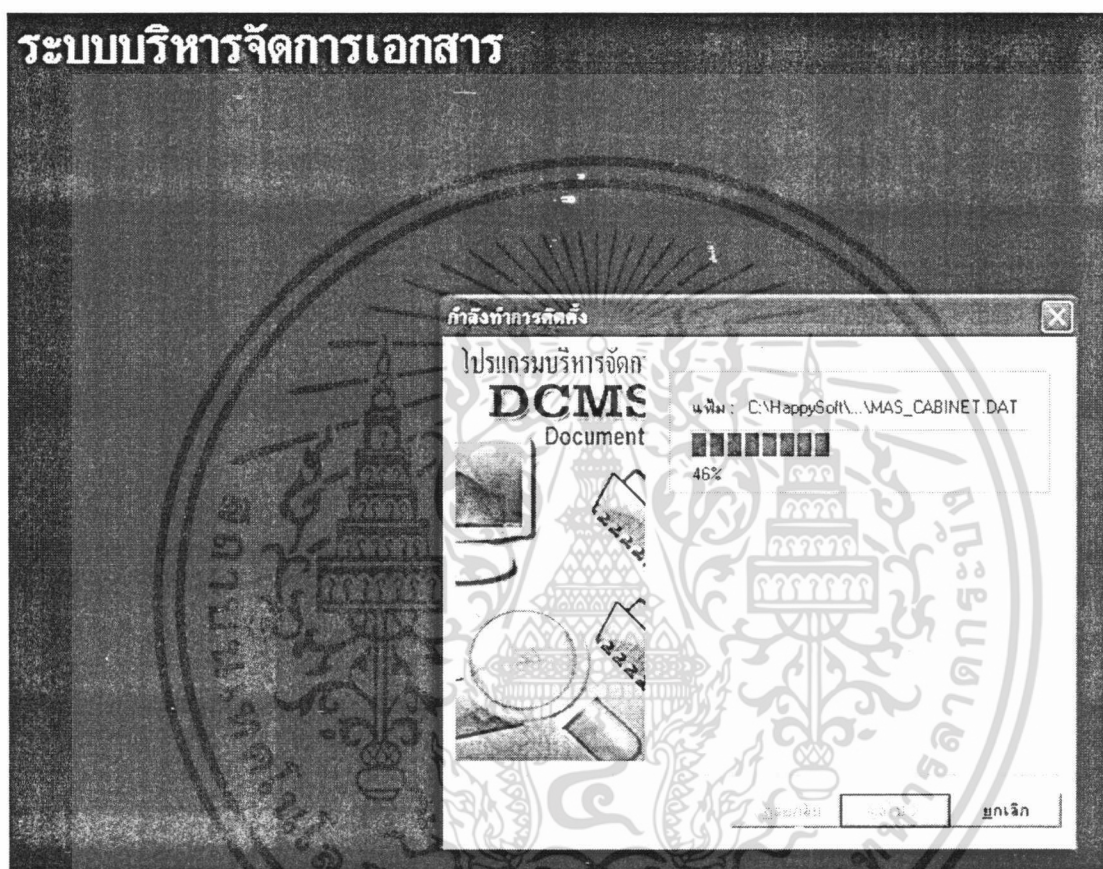 ระบบบริหารจัดการเอกสาร
กำลังทำการติดตั้ง
โปรแกรมบริหารจัดก
DCMS
Document
แฟ้ม : C:\HappySoft\...\MAS_CABINET.DAT
46%
ยกเลิก